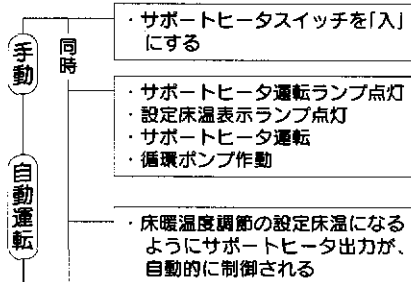 手動
同時
・サポートヒータスイッチを「入」
にする
・サポートヒータ運転ランプ点灯
・設定床温表示ランプ点灯
・サポートヒータ運転
・循環ポンプ作動
自動運転
・床暖温度調節の設定床温になる
ようにサポートヒータ出力が、
自動的に制御される